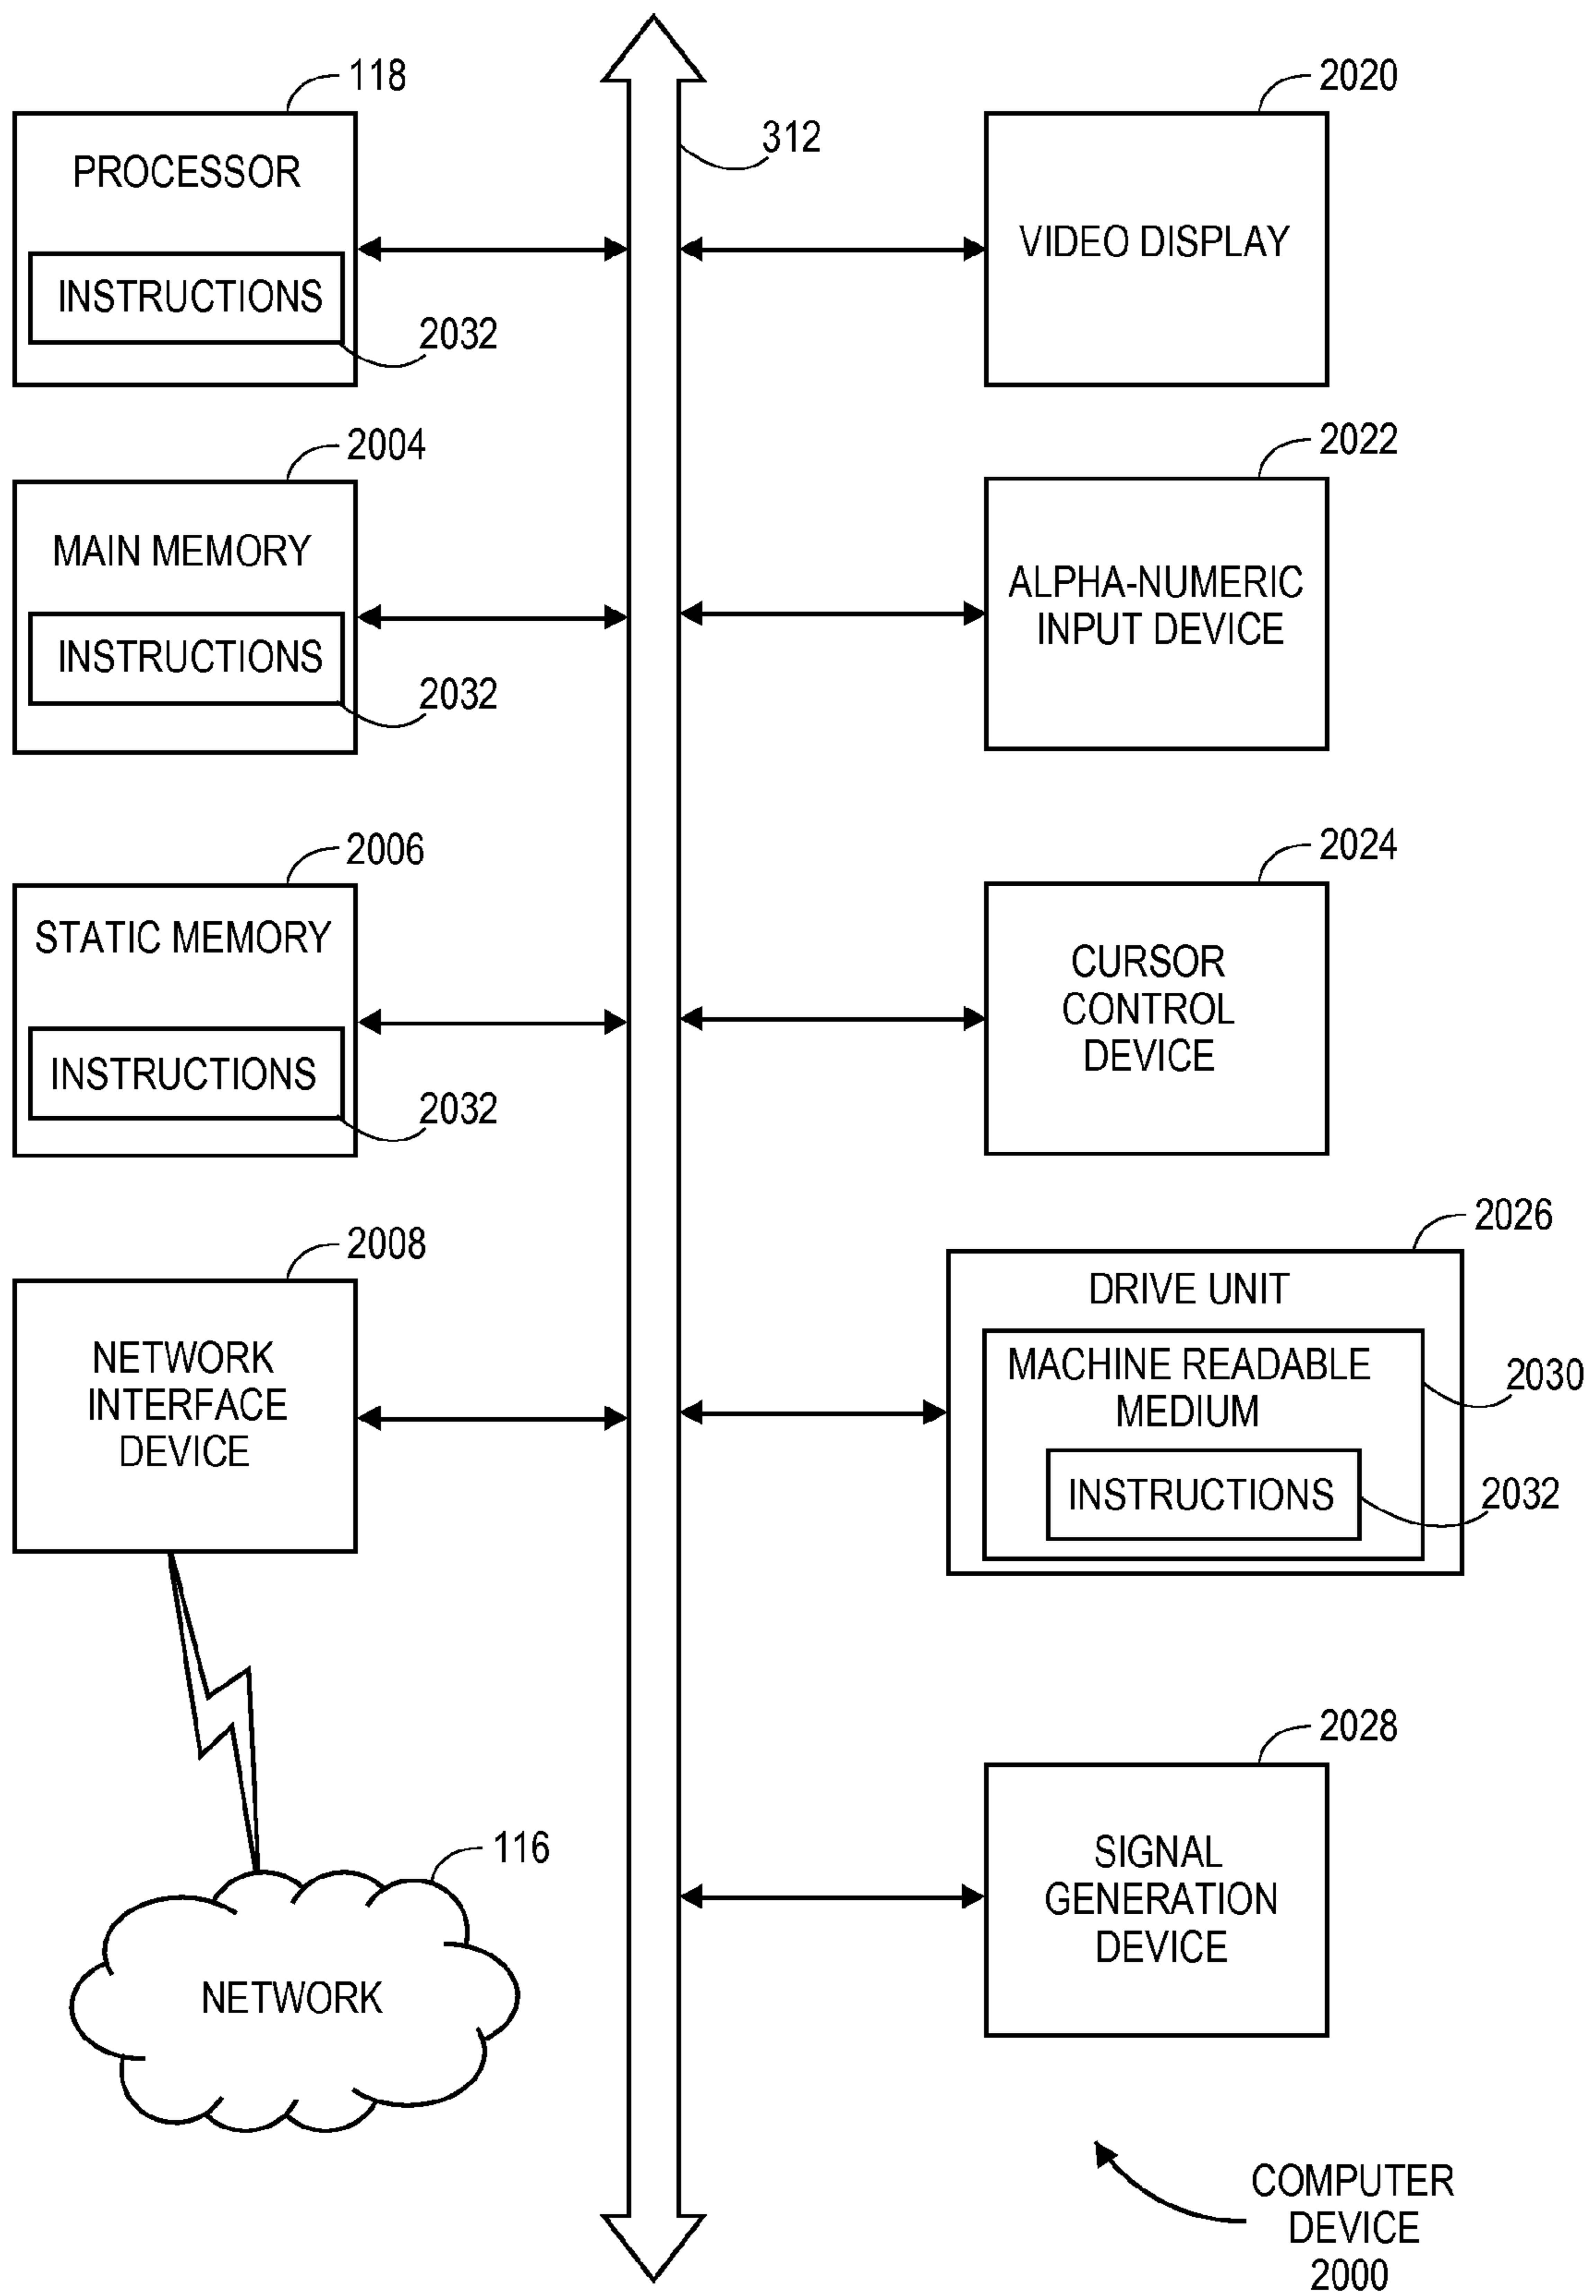 118
PROCESSOR
INSTRUCTIONS
2032
2004
MAIN MEMORY
INSTRUCTIONS
2032
2006
STATIC MEMORY
INSTRUCTIONS
2032
2008
NETWORK
INTERFACE
DEVICE
116
NETWORK
312
2020
VIDEO DISPLAY
2022
ALPHA-NUMERIC
INPUT DEVICE
2024
CURSOR
CONTROL
DEVICE
2026
DRIVE UNIT
MACHINE READABLE
MEDIUM
2030
INSTRUCTIONS
2032
2028
SIGNAL
GENERATION
DEVICE
COMPUTER
DEVICE
2000